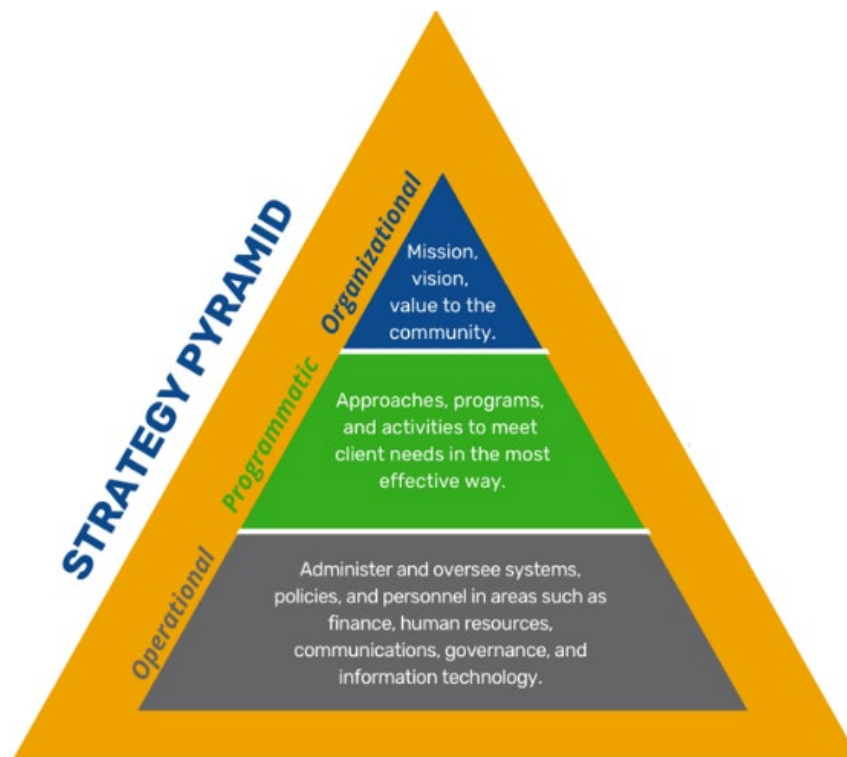 STRATEGY PYRAMID
Organizational
Mission,
vision,
value to the
community.
Programmatic
Approaches, programs,
and activities to meet
client needs in the most
effective way.
Operational
Administer and oversee systems,
policies, and personnel in areas such as
finance, human resources,
communications, governance, and
information technology.